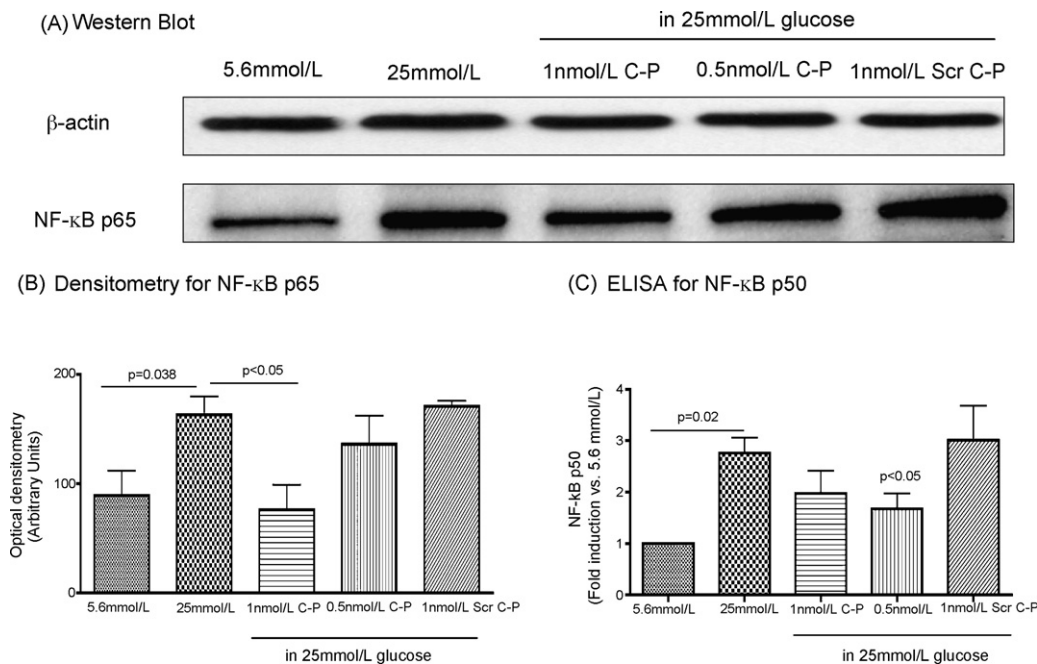 (A) Western Blot
in 25mmol/L glucose
5.6mmol/L 25mmol/L 1nmol/L C-P 0.5nmol/L C-P 1nmol/L Scr C-P
β-actin
NF-κB p65
(B) Densitometry for NF-κB p65
Optical densitometry
(Arbitrary Units)
200
100
0
p=0.038 p<0.05
5.6mmol/L 25mmol/L 1nmol/L C-P 0.5nmol/L C-P 1nmol/L Scr C-P
in 25mmol/L glucose
(C) ELISA for NF-κB p50
NF-kB p50
(Fold induction vs. 5.6 mmol/L)
4
3
2
1
0
p=0.02
p<0.05
5.6mmol/L 25mmol/L 1nmol/L C-P 0.5nmol/L 1nmol/L Scr C-P
in 25mmol/L glucose